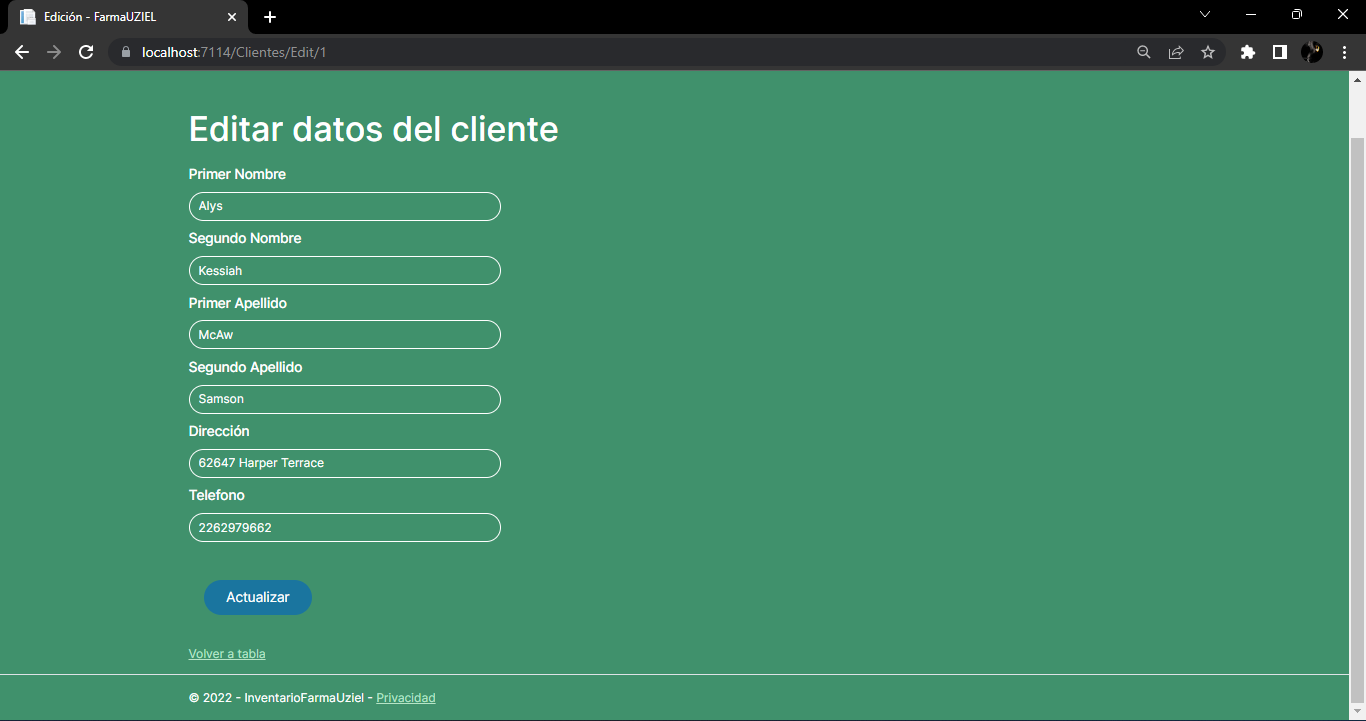 Edición - FarmaUZIEL
localhost:7114/Clientes/Edit/1
Editar datos del cliente
Primer Nombre
Alys
Segundo Nombre
Kessiah
Primer Apellido
McAw
Segundo Apellido
Samson
Dirección
62647 Harper Terrace
Telefono
2262979662
Actualizar
Volver a tabla
© 2022 - InventarioFarmaUziel - Privacidad